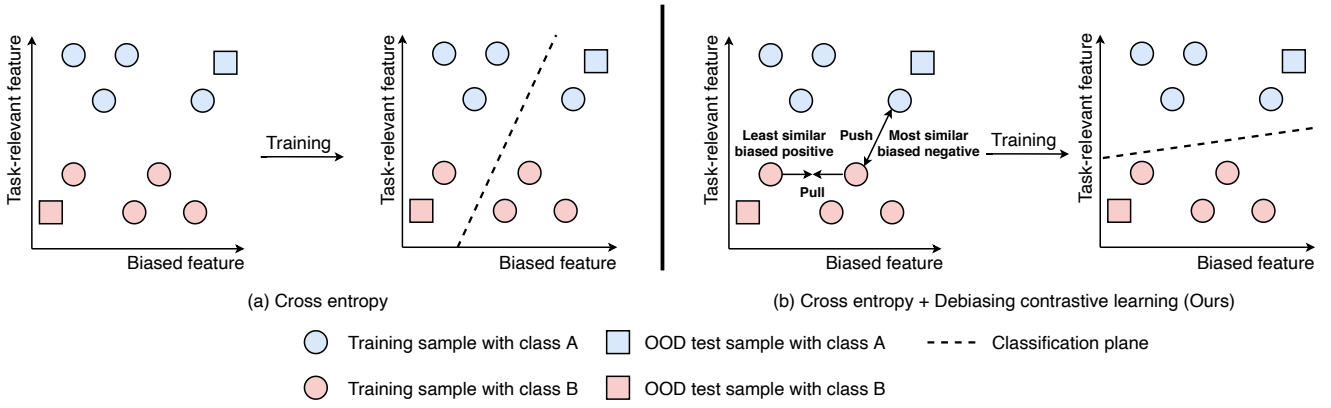 Task-relevant feature
Training
Biased feature
Task-relevant feature
Biased feature
(a) Cross entropy
Task-relevant feature
Least similar
biased positive
Push
Most similar
biased negative
Pull
Training
Biased feature
Task-relevant feature
Biased feature
(b) Cross entropy + Debiasing contrastive learning (Ours)
Training sample with class A
OOD test sample with class A
Classification plane
Training sample with class B
OOD test sample with class B